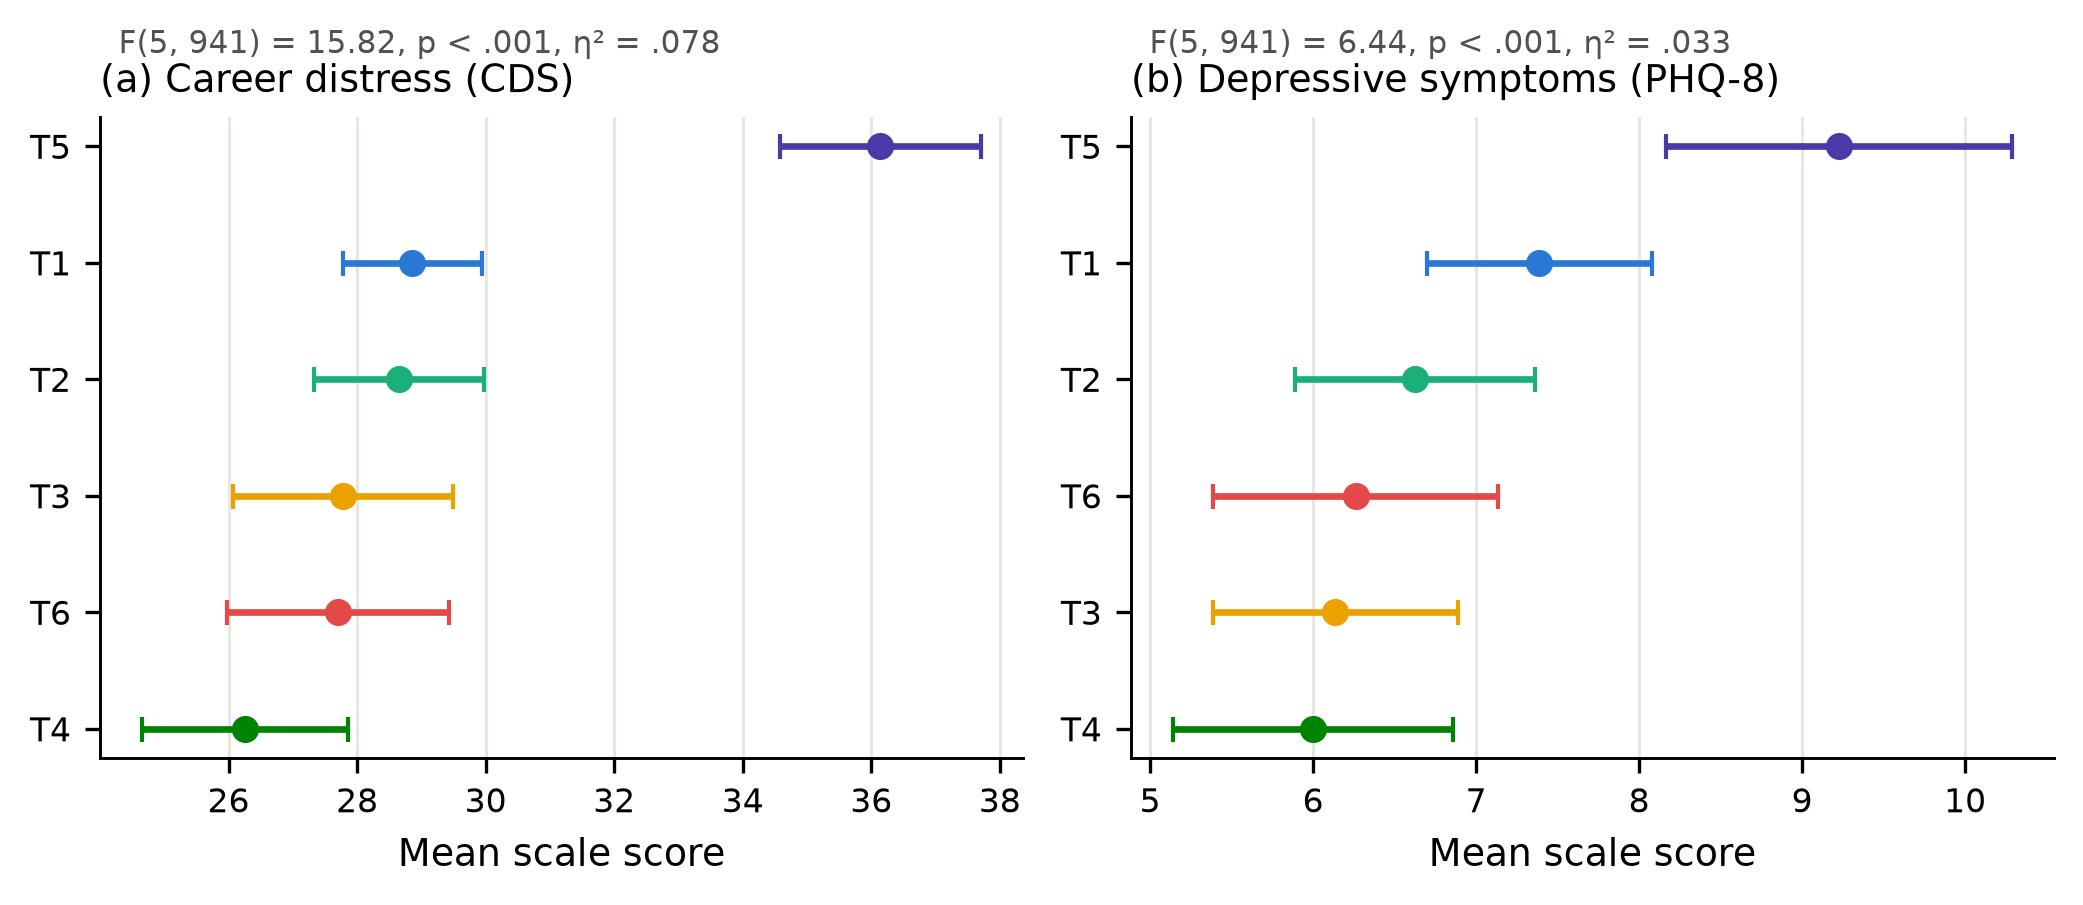 F(5, 941) = 15.82, p < .001, η² = .078
(a) Career distress (CDS)
T5
T1
T2
T3
T6
T4
26 28 30 32 34 36 38
Mean scale score
F(5, 941) = 6.44, p < .001, η² = .033
(b) Depressive symptoms (PHQ-8)
T5
T1
T2
T6
T3
T4
5 6 7 8 9 10
Mean scale score